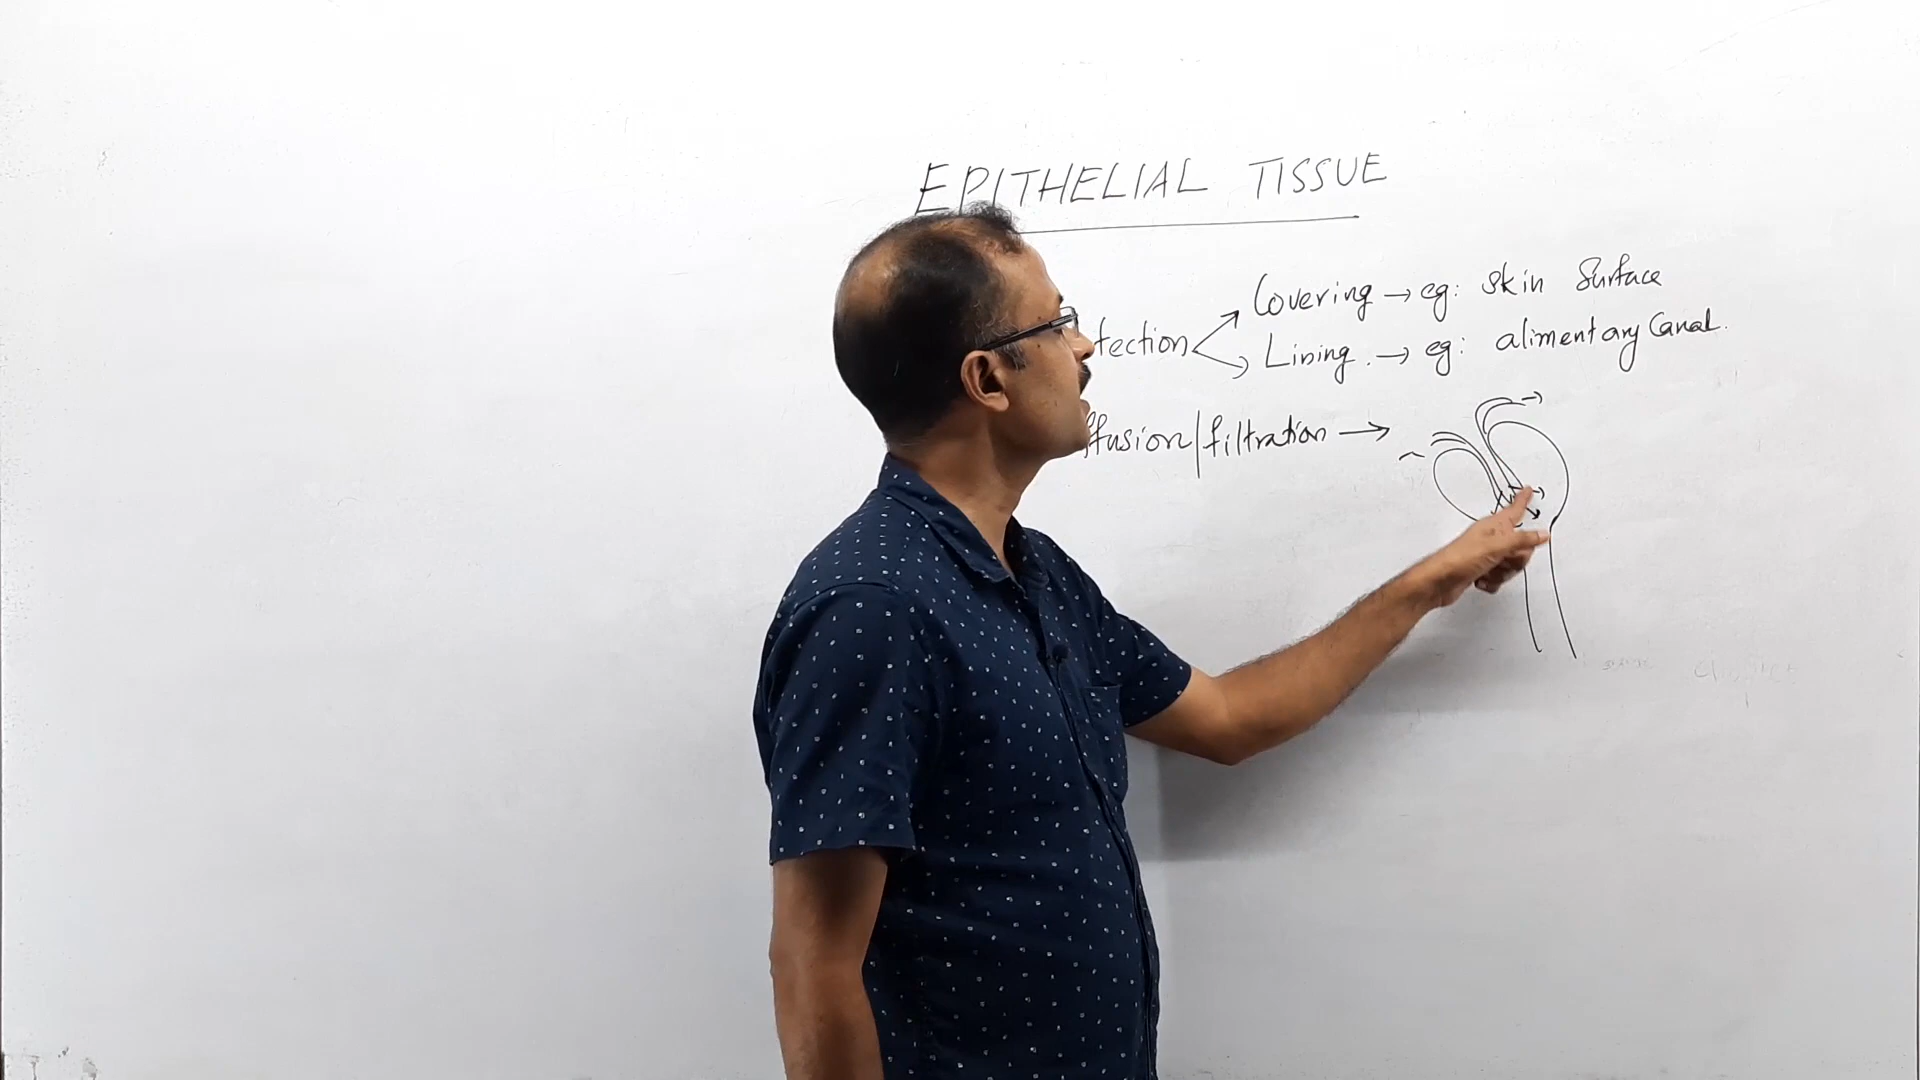 EPITHELIAL TISSUE
tection Covering → eg: Skin Surface
Lining. → eg: alimentary Canal.
ffusion/filtration →